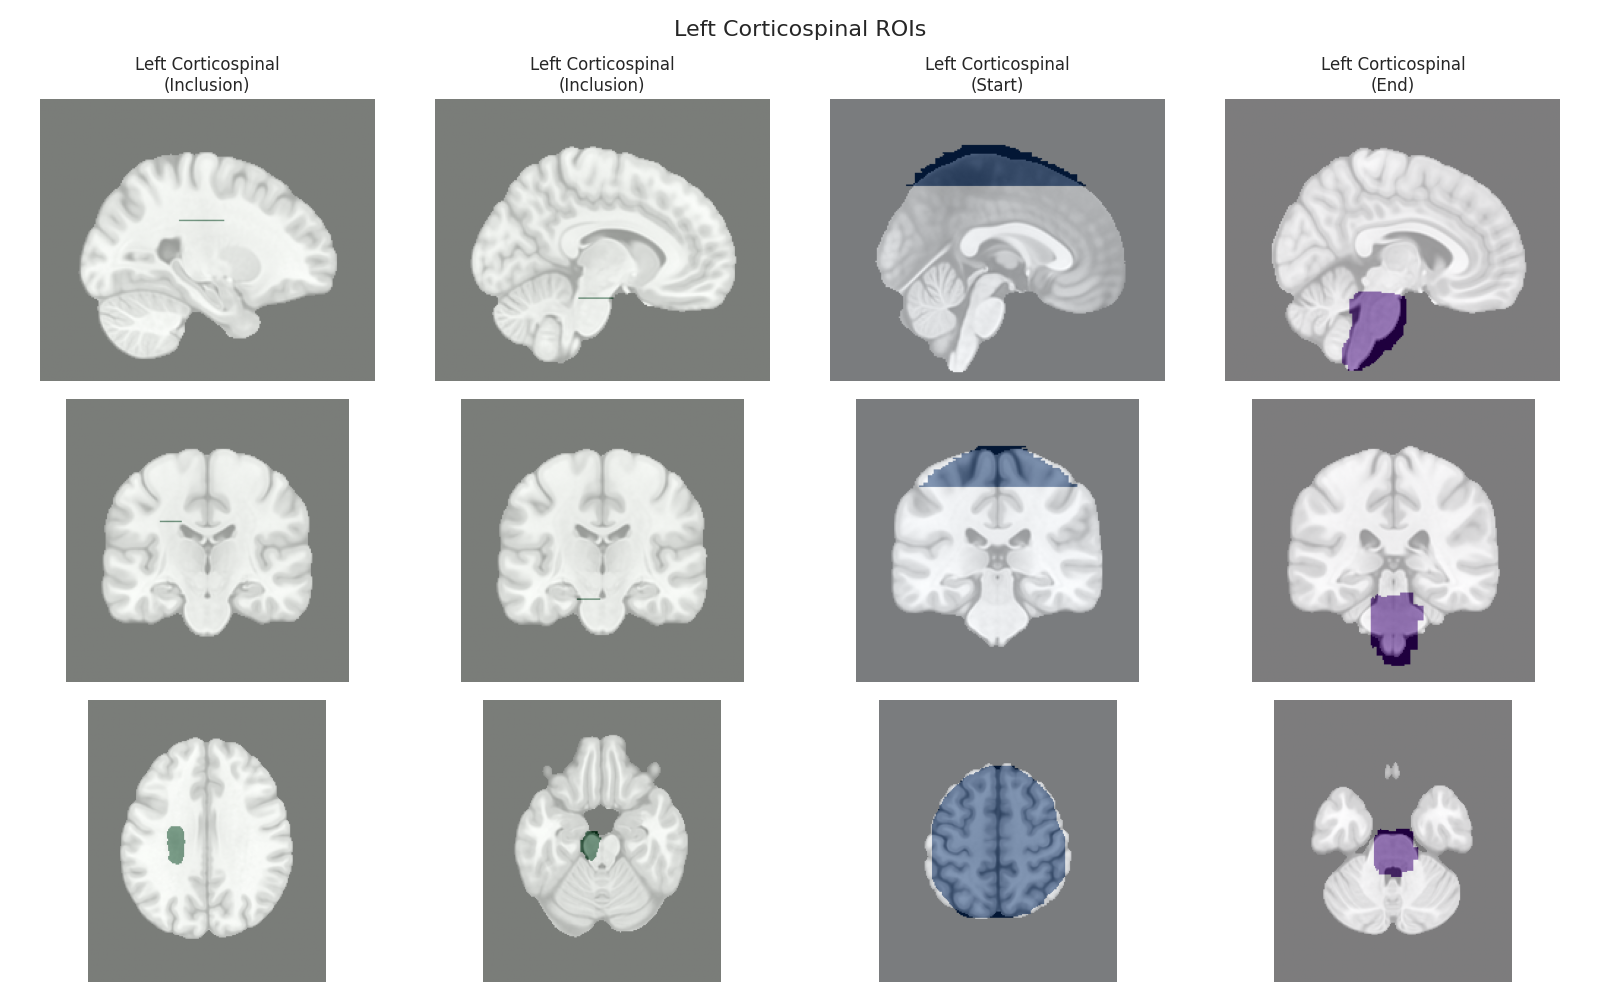 Left Corticospinal ROIs
Left Corticospinal
(Inclusion)
Left Corticospinal
(Inclusion)
Left Corticospinal
(Start)
Left Corticospinal
(End)